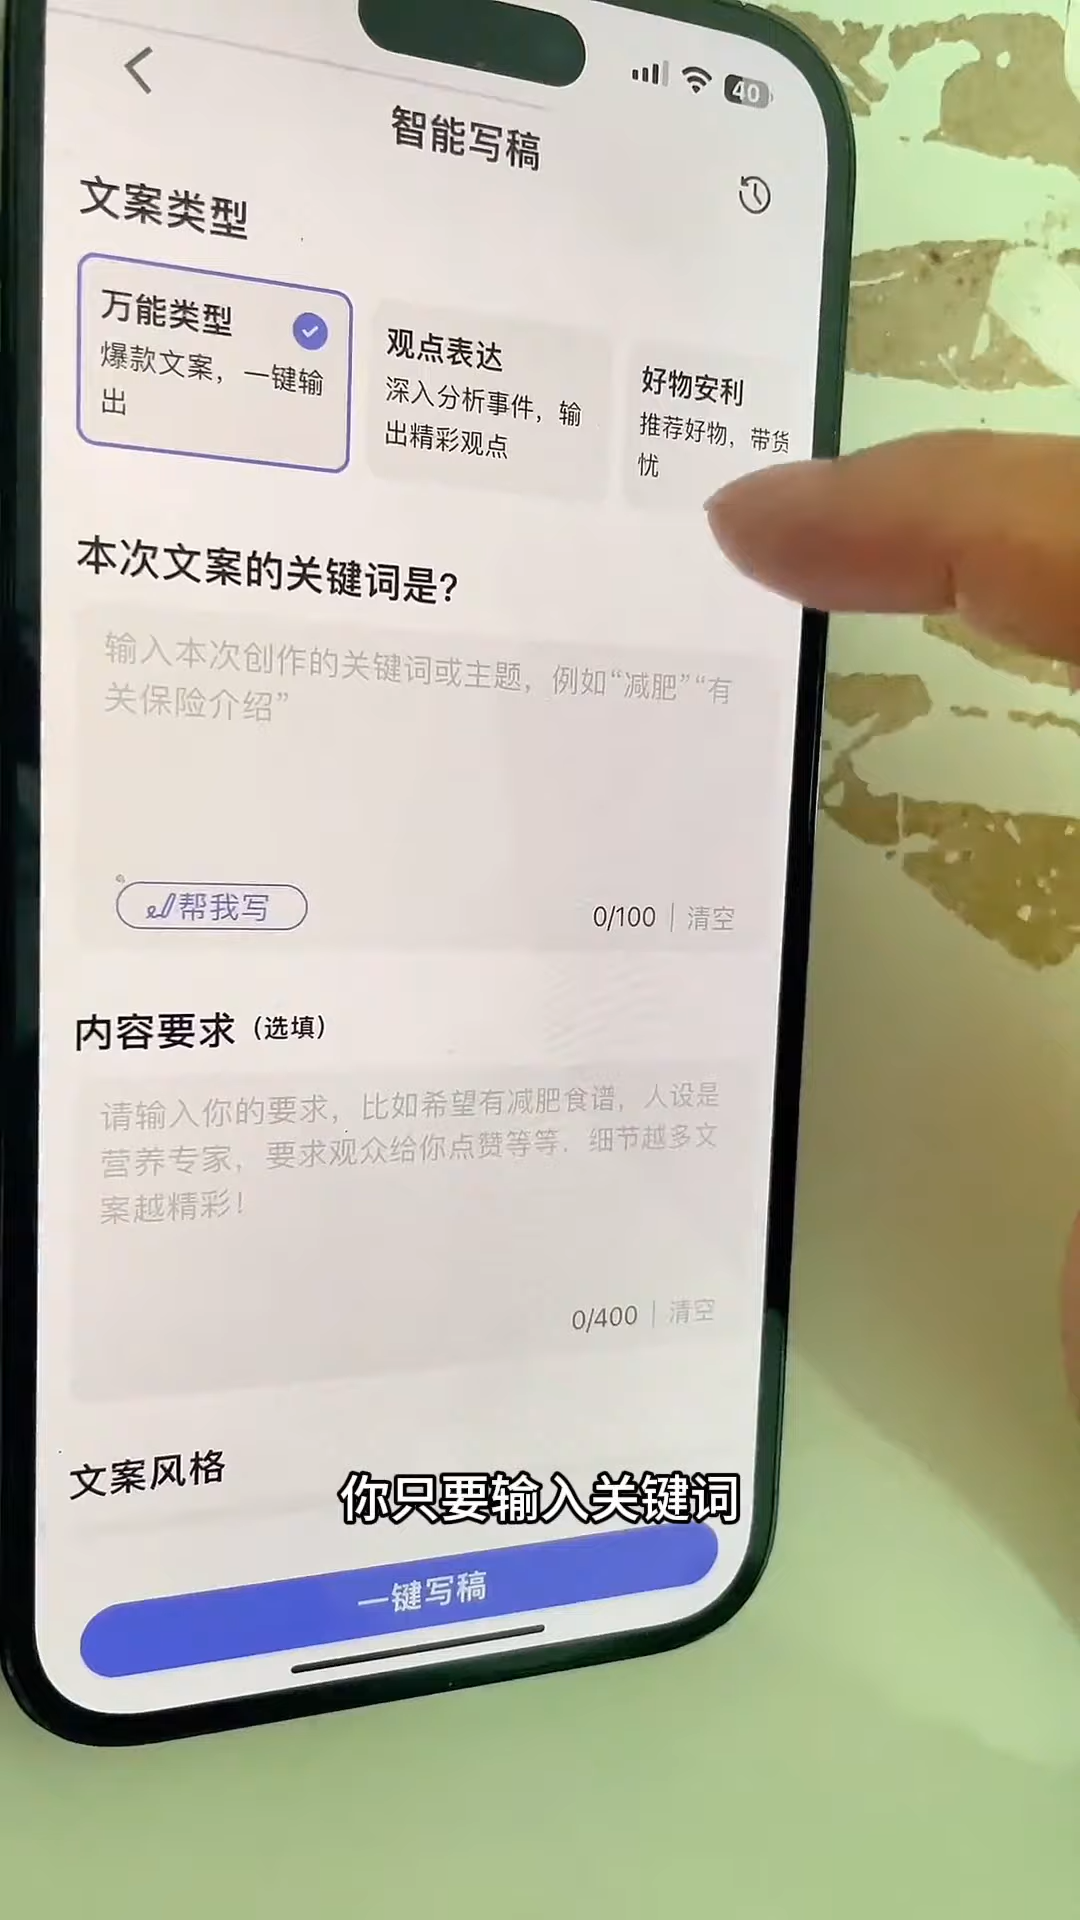 40
智能写稿
文案类型
万能类型
爆款文案，一键输
出
观点表达
深入分析事件，输
出精彩观点
好物安利
推荐好物，带货
忧
本次文案的关键词是？
输入本次创作的关键词或主题，例如“减肥”“有
关保险介绍”
帮我写
0/100 | 清空
内容要求（选填）
请输入你的要求，比如希望有减肥食谱，人设是
营养专家，要求观众给你点赞等等．细节越多文
案越精彩！
0/400 | 清空
文案风格
你只要输入关键词
一键写稿